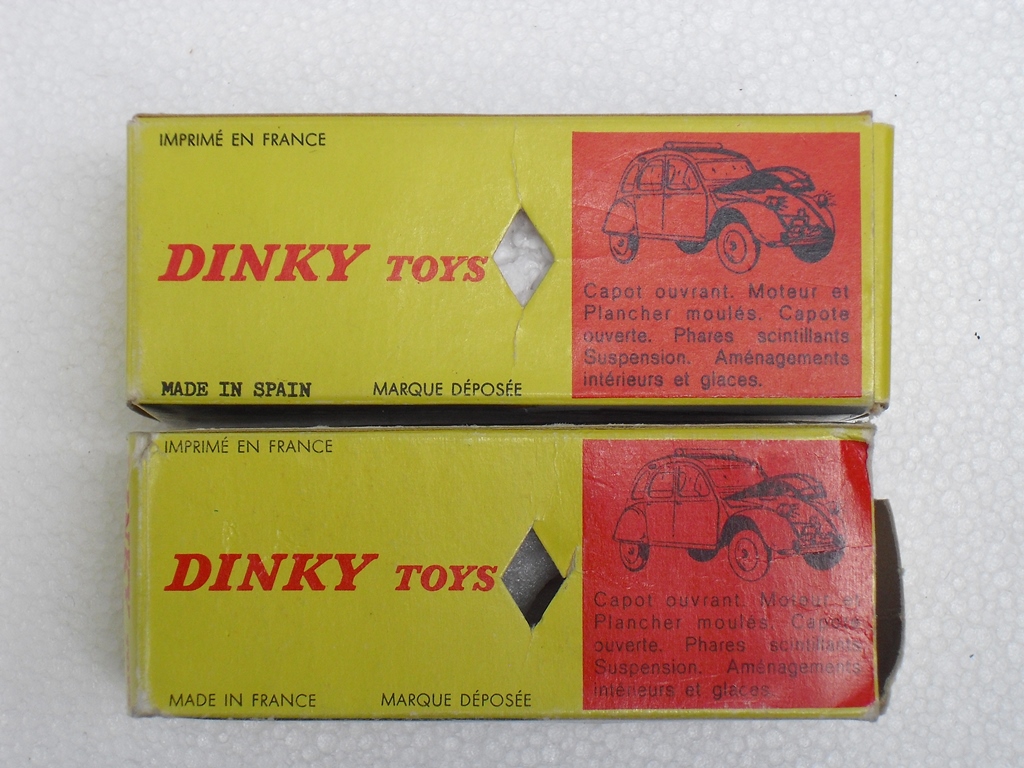 IMPRIMÉ EN FRANCE
DINKY TOYS
MADE IN SPAIN MARQUE DÉPOSÉE
Capot ouvrant. Moteur et
Plancher moulés. Capote
ouverte. Phares scintillants
Suspension. Aménagements
intérieurs et glaces.
IMPRIMÉ EN FRANCE
DINKY TOYS
MADE IN FRANCE MARQUE DÉPOSÉE
Capot ouvrant. Moteur et
Plancher moulés. Capote
ouverte. Phares scintillants
Suspension. Aménagements
intérieurs et glaces.